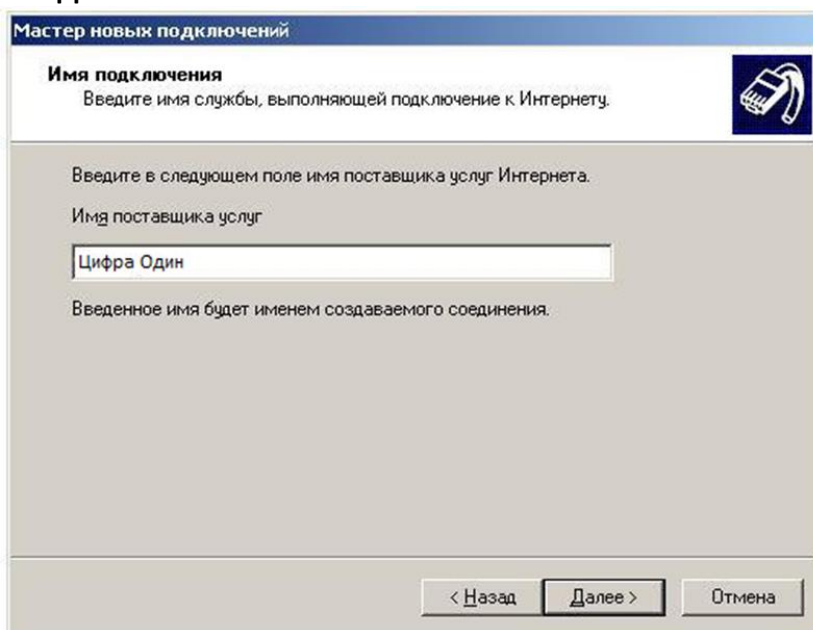 Мастер новых подключений
Имя подключения
Введите имя службы, выполняющей подключение к Интернету.
Введите в следующем поле имя поставщика услуг Интернета.
Имя поставщика услуг
Цифра Один
Введенное имя будет именем создаваемого соединения.
< Назад Далее > Отмена